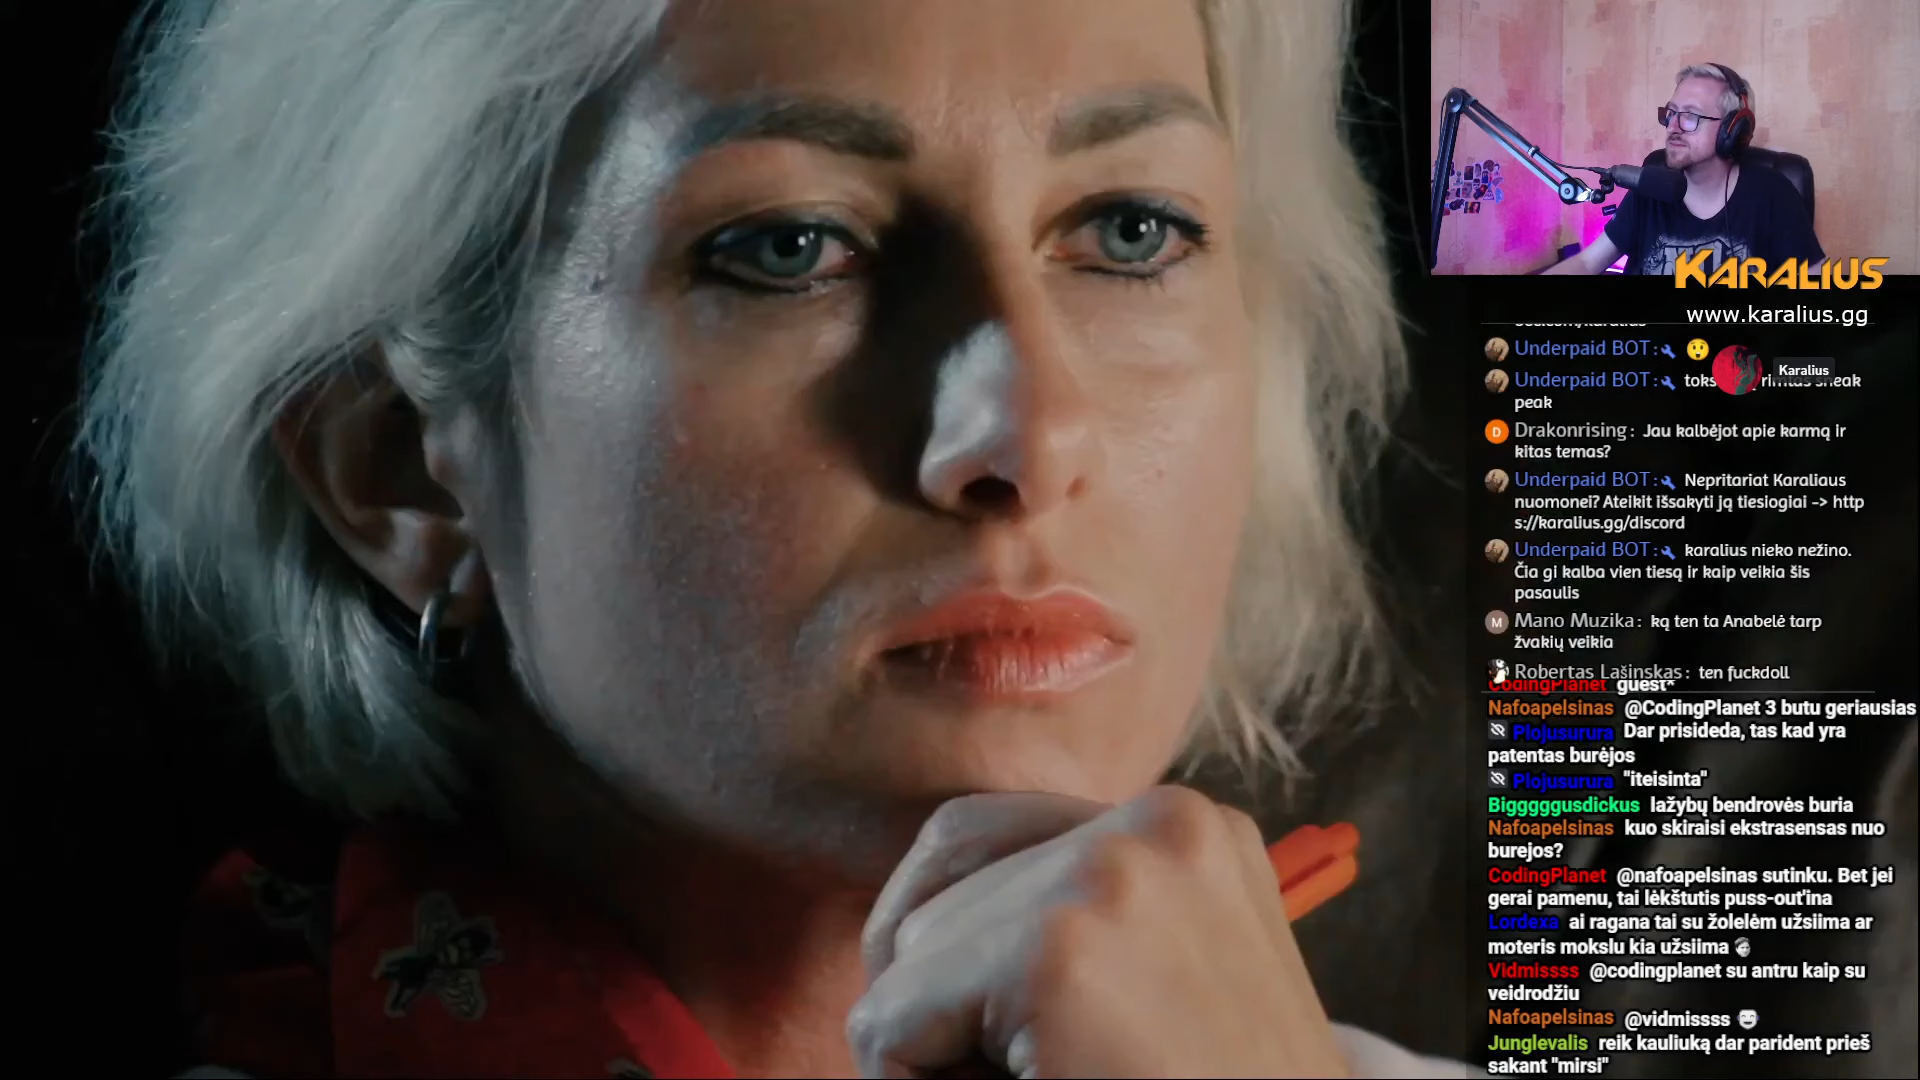 KARALIUS
www.karalius.gg
Underpaid BOT:
Karalius
Underpaid BOT: sneak
peak
D
Drakonrising: Jau kalbėjot apie karmą ir
kitas temas?
Underpaid BOT: Nepritariat Karaliaus
nuomonei? Ateikit išsakyti ją tiesiogiai -> http
s://karalius.gg/discord
Underpaid BOT: karalius nieko nežino.
Čia gi kalba vien tiesą ir kaip veikia šis
pasaulis
M
Mano Muzika: ką ten ta Anabelė tarp
žvakių veikia
Robertas Lašinskas: ten fuckdoll
CodingPlanet guest*
Nafoapelsinas @CodingPlanet 3 butu geriausias
Plojusurura Dar prisideda, tas kad yra
patentas burėjos
Plojusurura "iteisinta"
Bigggggusdickus lažybų bendrovės buria
Nafoapelsinas kuo skiraisi ekstrasensas nuo
burejos?
CodingPlanet @nafoapelsinas sutinku. Bet jei
gerai pamenu, tai lėkštutis puss-out'ina
Lordexa ai ragana tai su žolelėm užsiima ar
moteris mokslu kia užsiima
Vidmissss @codingplanet su antru kaip su
veidrodžiu
Nafoapelsinas @vidmissss
Junglevalis reik kauliuką dar parident prieš
sakant "mirsi"